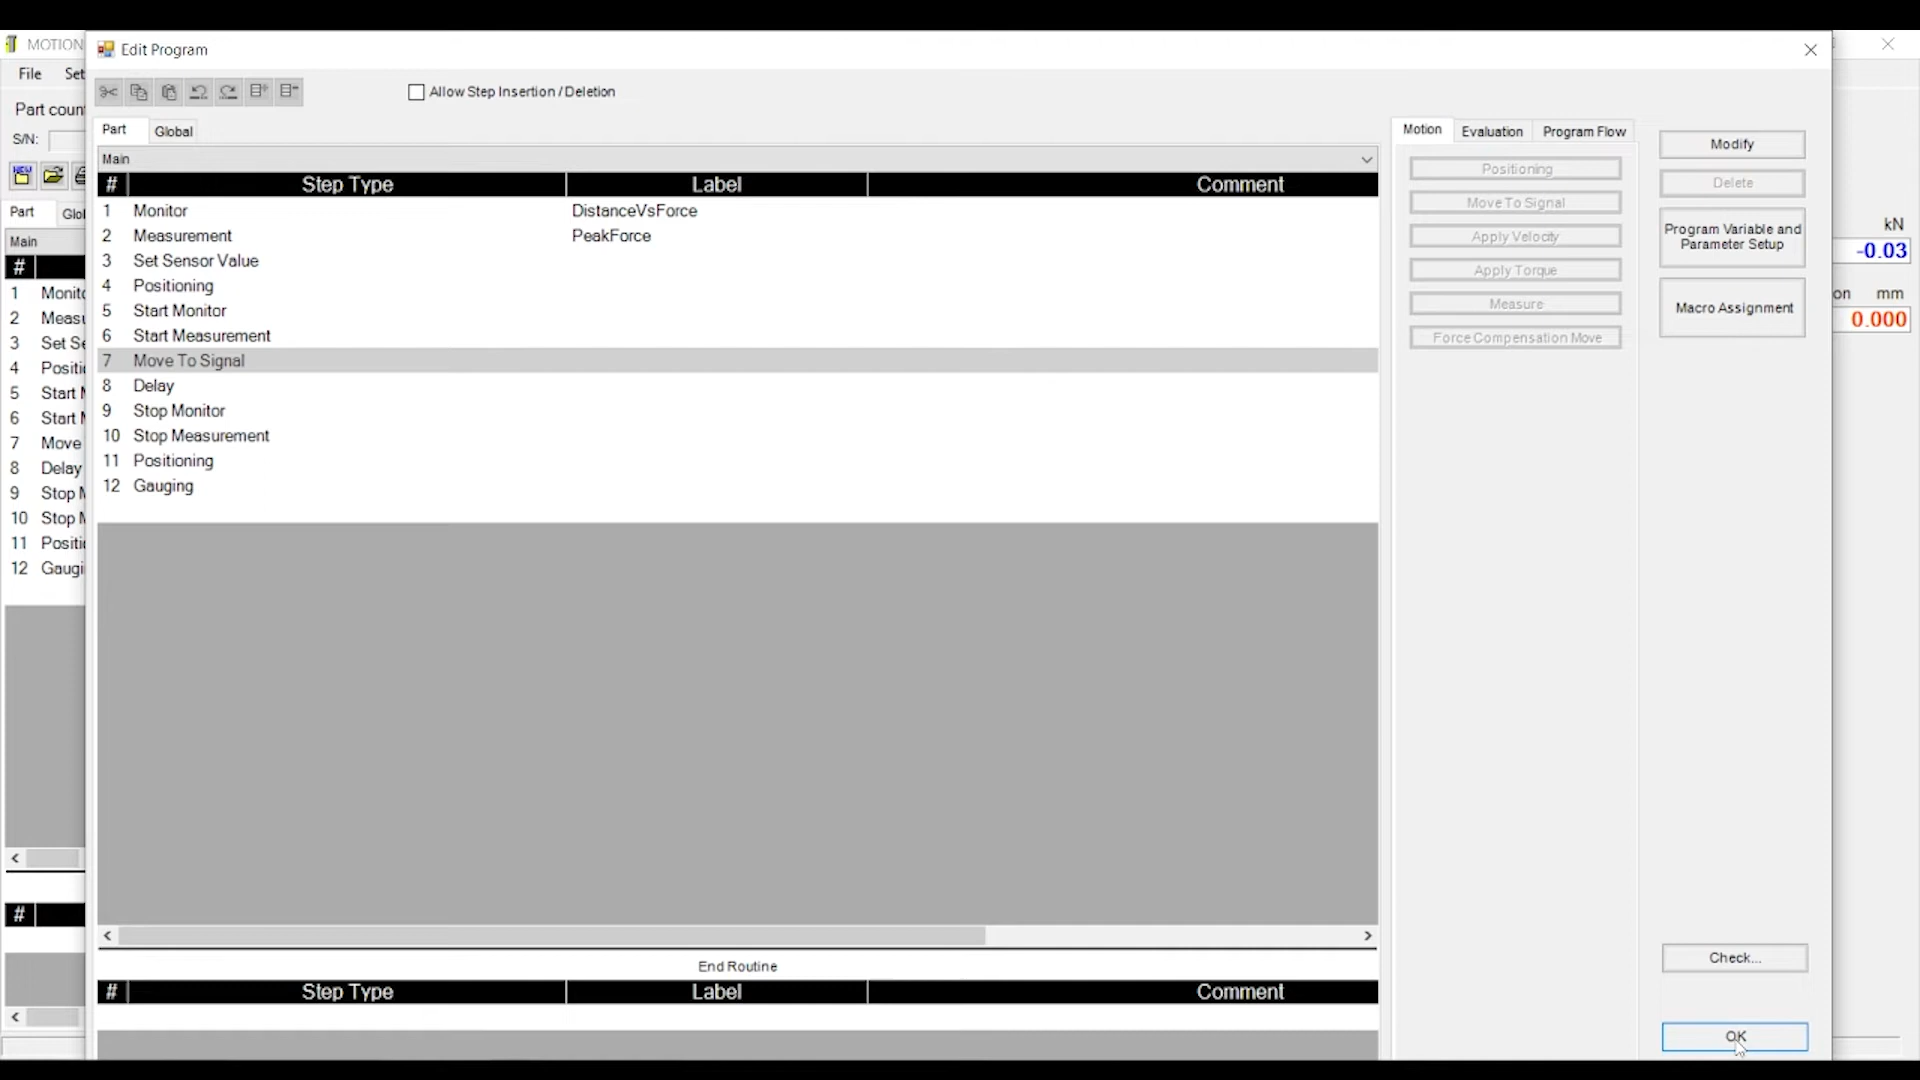 MOTION
Edit Program
File Set
Part count
S/N:
Allow Step Insertion / Deletion
Part Global
Motion Evaluation Program Flow
Main
# Step Type Label Comment
1 Monitor DistanceVsForce
2 Measurement PeakForce
3 Set Sensor Value
4 Positioning
5 Start Monitor
6 Start Measurement
7 Move To Signal
8 Delay
9 Stop Monitor
10 Stop Measurement
11 Positioning
12 Gauging
End Routine
# Step Type Label Comment
Positioning
Move To Signal
Apply Velocity
Apply Torque
Measure
Force Compensation Move
Modify
Delete
Program Variable and
Parameter Setup
Macro Assignment
Check...
OK
NEW
Part Glo
Main
#
1 Monito
2 Measu
3 Set Se
4 Positi
5 Start M
6 Start M
7 Move
8 Delay
9 Stop M
10 Stop M
11 Positi
12 Gaugi
#
kN
-0.03
on mm
0.000